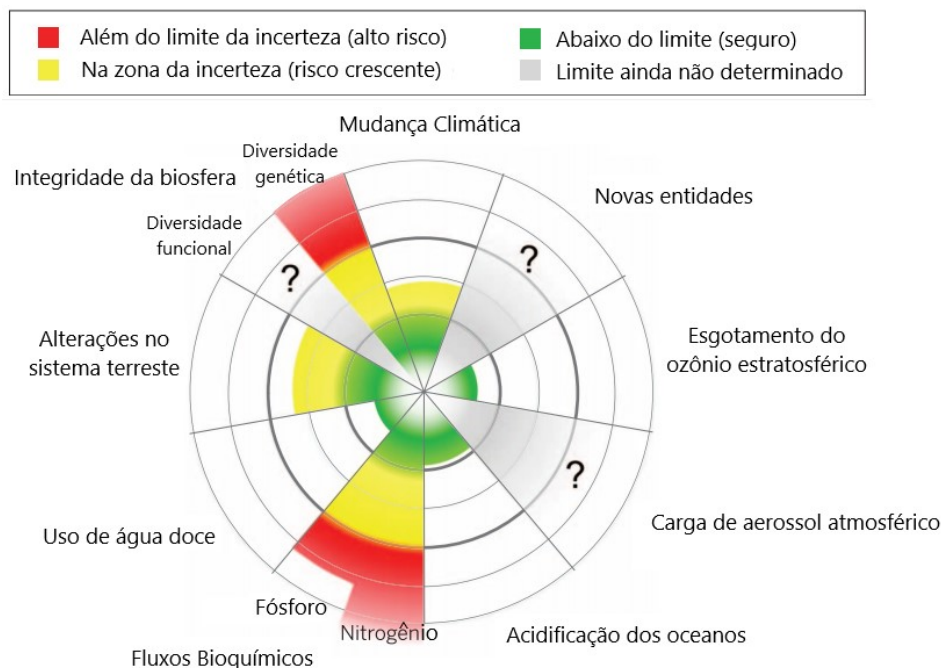 Além do limite da incerteza (alto risco)
Na zona da incerteza (risco crescente)
Abaixo do limite (seguro)
Limite ainda não determinado
Mudança Climática
Diversidade
genética
Integridade da biosfera
Diversidade
funcional
?
Novas entidades
?
Alterações no
sistema terreste
Esgotamento do
ozônio estratosférico
?
Uso de água doce
Carga de aerossol atmosférico
Fósforo
Nitrogênio
Acidificação dos oceanos
Fluxos Bioquímicos